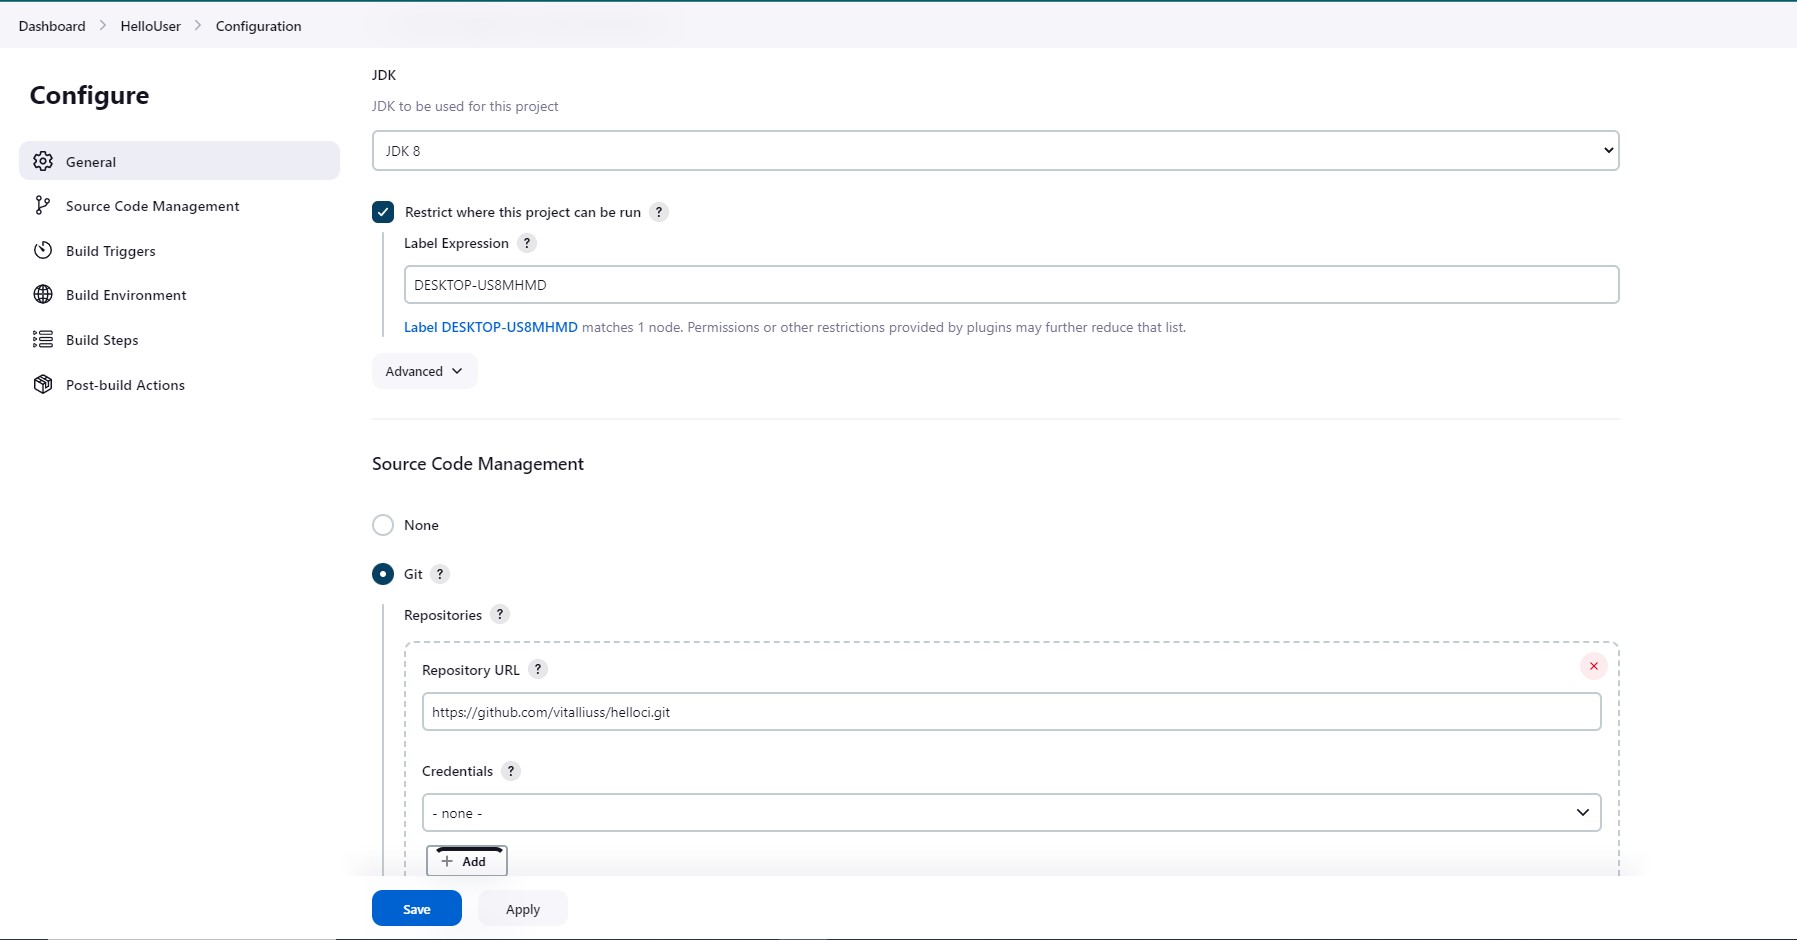 Dashboard > HelloUser > Configuration
Configure
General
Source Code Management
Build Triggers
Build Environment
Build Steps
Post-build Actions
JDK
JDK to be used for this project
JDK 8
Restrict where this project can be run ?
Label Expression ?
DESKTOP-US8MHMD
Label DESKTOP-US8MHMD matches 1 node. Permissions or other restrictions provided by plugins may further reduce that list.
Advanced
Source Code Management
None
Git ?
Repositories ?
Repository URL ?
https://github.com/vitalliuss/helloci.git
Credentials ?
- none -
+ Add
Save Apply